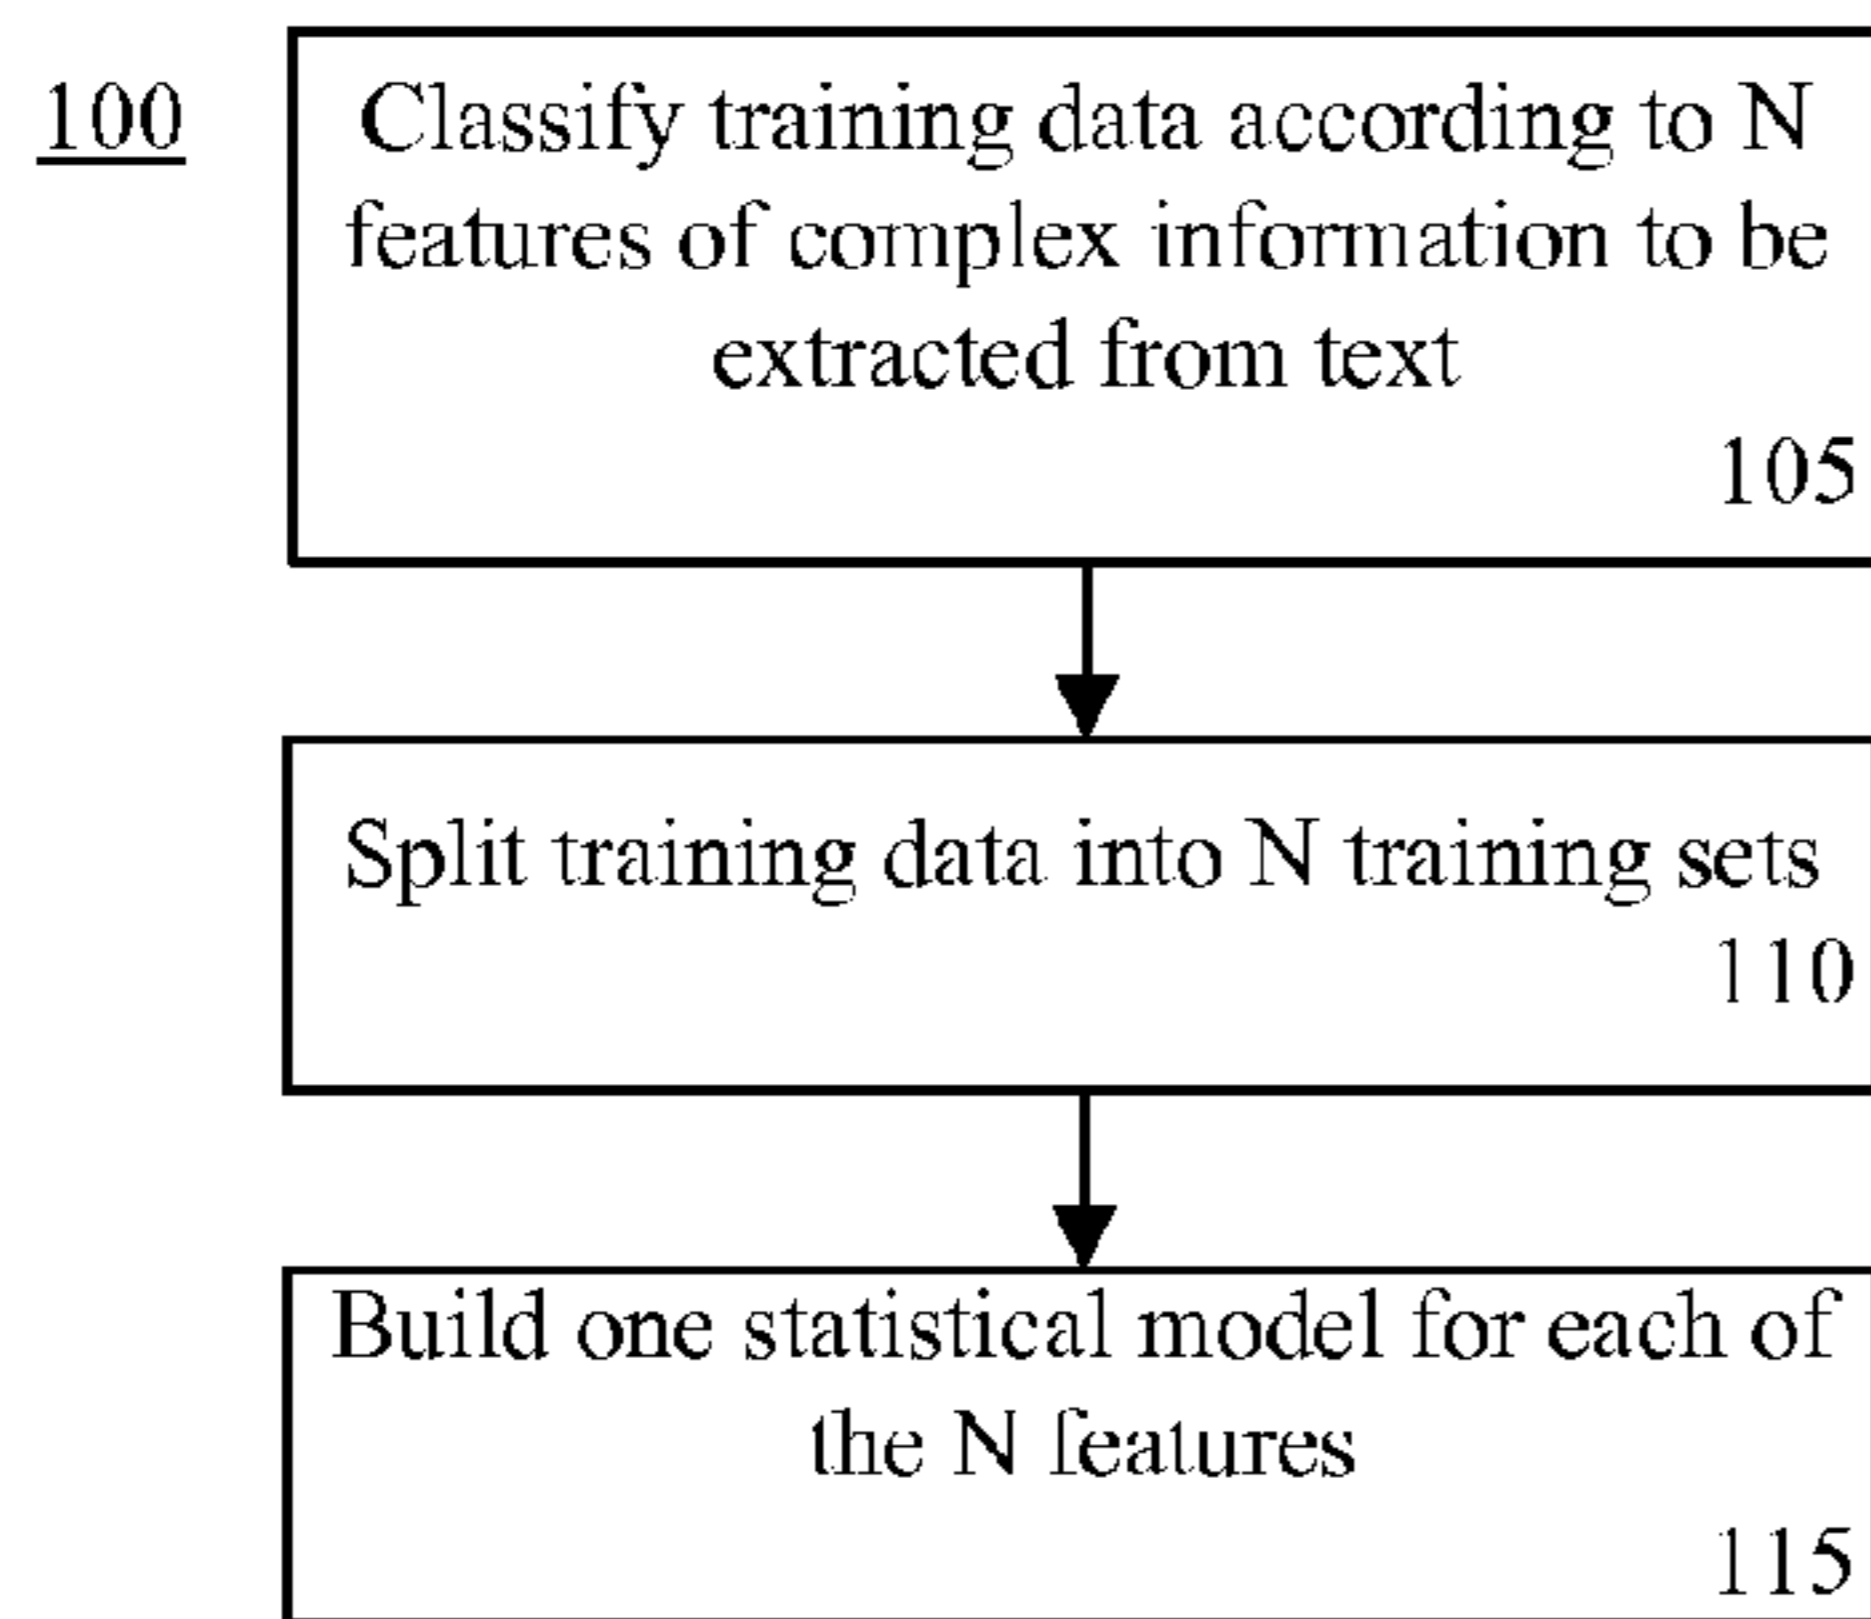 100
Classify training data according to N
features of complex information to be
extracted from text
105
Split training data into N training sets
110
Build one statistical model for each of
the N features
115